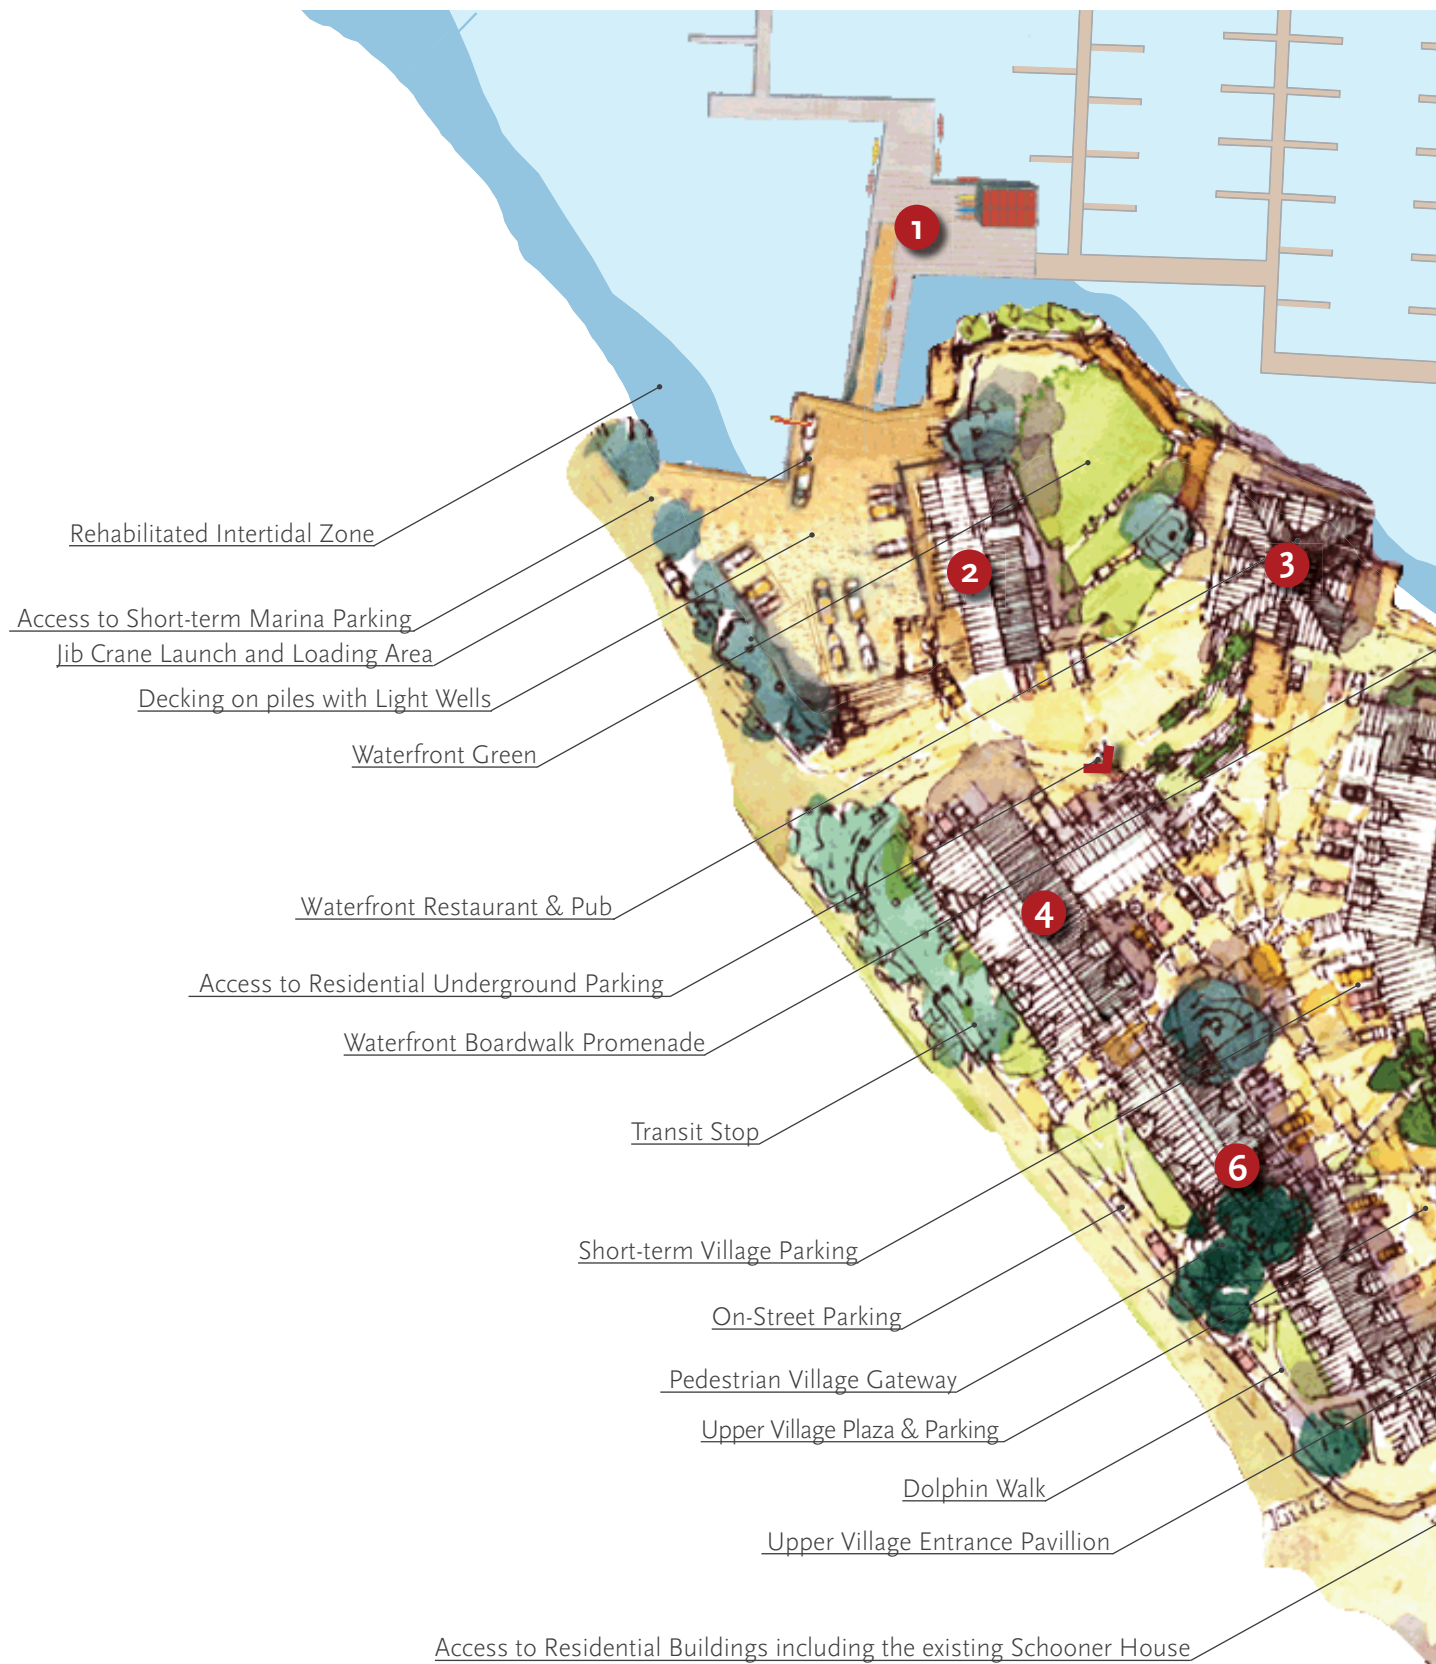 1
2
3
Rehabilitated Intertidal Zone
Access to Short-term Marina Parking
Jib Crane Launch and Loading Area
Decking on piles with Light Wells
Waterfront Green
4
Waterfront Restaurant & Pub
Access to Residential Underground Parking
Waterfront Boardwalk Promenade
Transit Stop
6
Short-term Village Parking
On-Street Parking
Pedestrian Village Gateway
Upper Village Plaza & Parking
Dolphin Walk
Upper Village Entrance Pavillion
Access to Residential Buildings including the existing Schooner House